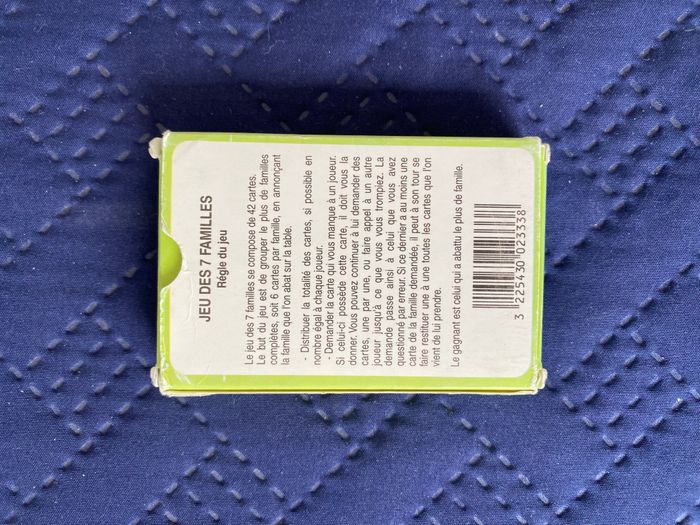 JEU DES 7 FAMILLES
Régle du jeu
Le jeu des 7 familles se compose de 42 cartes.
Le but du jeu est de grouper le plus de familles
complètes, soit 6 cartes par famille, en annonçant
la famille que l'on abat sur la table.
- Distribuer la totalité des cartes, si possible en
nombre égal à chaque joueur.
- Demander la carte qui vous manque à un joueur.
Si celui-ci possède cette carte, il doit vous la
donner. Vous pouvez continuer à lui demander des
cartes, une par une, ou faire appel à un autre
joueur jusqu'à ce que vous vous trompiez. La
demande passe ainsi à celui que vous avez
questionné par erreur. Si ce dernier a au moins une
carte de la famille demandée, il peut à son tour se
faire restituer une à une toutes les cartes que l'on
vient de lui prendre.
Le gagnant est celui qui a abattu le plus de famille.
3 225430 023338